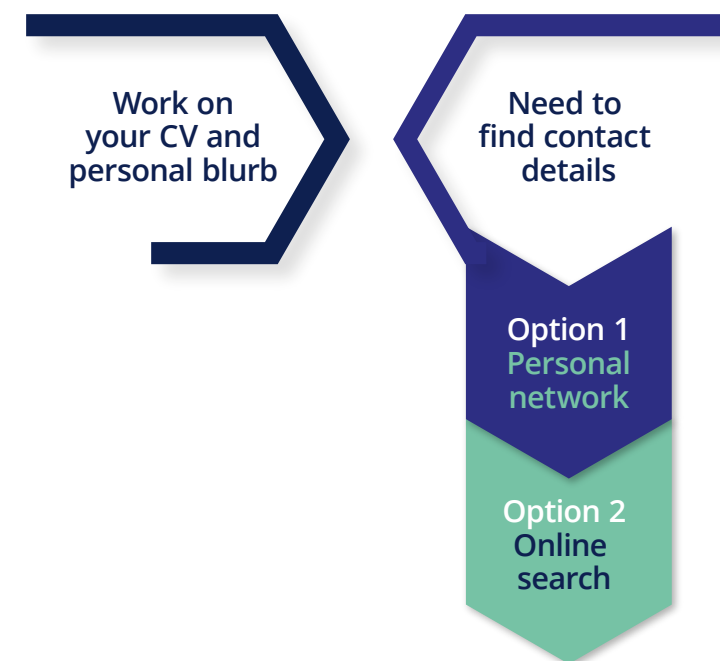 Work on
your CV and
personal blurb
Need to
find contact
details
Option 1
Personal
network
Option 2
Online
search